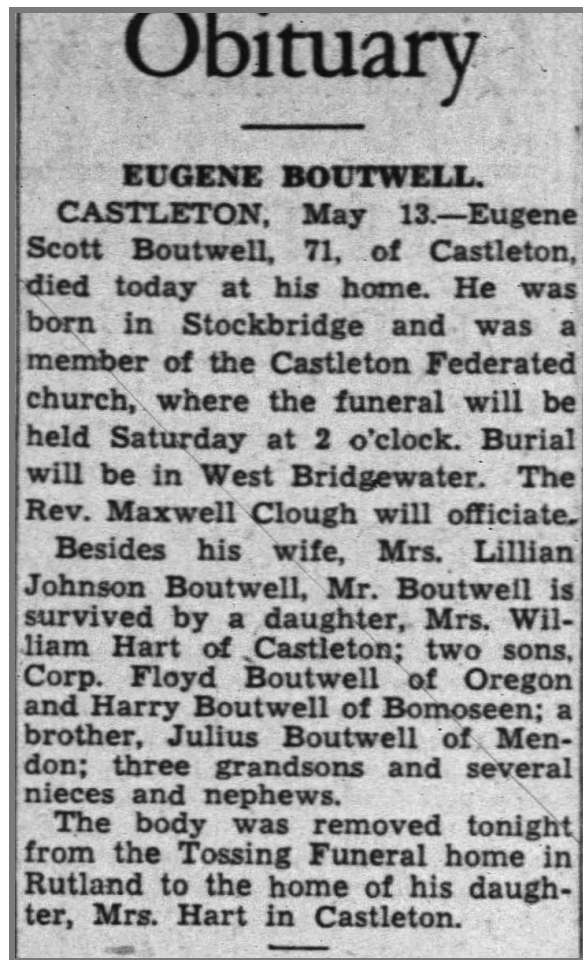 Obituary
EUGENE BOUTWELL.
CASTLETON, May 13.—Eugene
Scott Boutwell, 71, of Castleton,
died today at his home. He was
born in Stockbridge and was a
member of the Castleton Federated
church, where the funeral will be
held Saturday at 2 o'clock. Burial
will be in West Bridgewater. The
Rev. Maxwell Clough will officiate.
Besides his wife, Mrs. Lillian
Johnson Boutwell, Mr. Boutwell is
survived by a daughter, Mrs. Wil-
liam Hart of Castleton; two sons,
Corp. Floyd Boutwell of Oregon
and Harry Boutwell of Bomoseen; a
brother, Julius Boutwell of Men-
don; three grandsons and several
nieces and nephews.
The body was removed tonight
from the Tossing Funeral home in
Rutland to the home of his daugh-
ter, Mrs. Hart in Castleton.